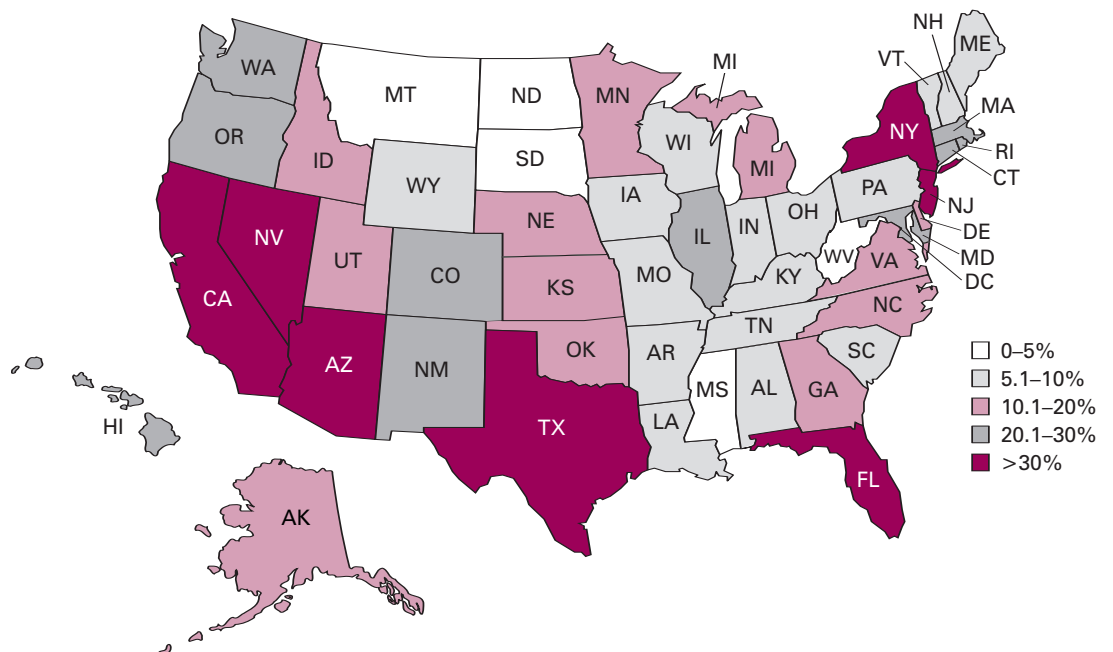 NH
ME
VT
WA
MI
MT
ND
MN
MA
OR
NY
WI
RI
ID
SD
MI
CT
WY
PA
IA
NJ
NE
OH
DE
NV
IL
IN
MD
UT
WV
VA
DC
CO
MO
KY
CA
KS
NC
TN
OK
AR
SC
0–5%
AZ
NM
MS
AL
GA
5.1–10%
10.1–20%
HI
TX
LA
20.1–30%
>30%
FL
AK